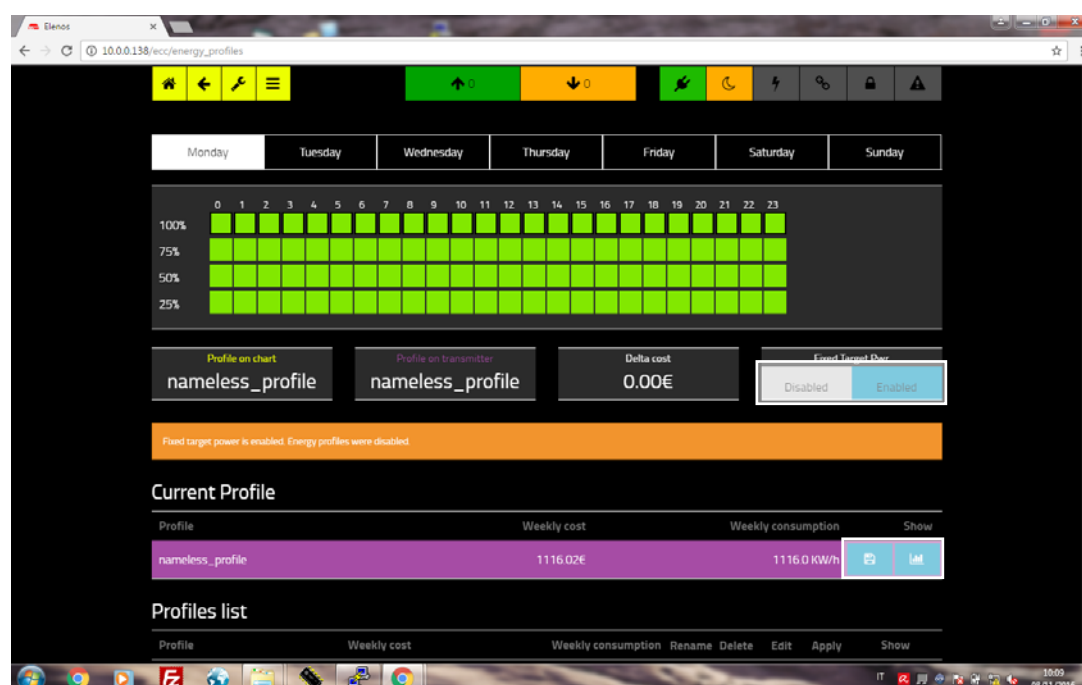 Elenos
10.0.0.138/ecc/energy_profiles
0 0
Monday Tuesday Wednesday Thursday Friday Saturday Sunday
0 1 2 3 4 5 6 7 8 9 10 11 12 13 14 15 16 17 18 19 20 21 22 23
100%
75%
50%
25%
Profile on chart Profile on transmitter Delta cost Fixed Target Pwr
nameless_profile nameless_profile 0.00€ Disabled Enabled
Fixed target power is enabled. Energy profiles were disabled.
Current Profile
Profile Weekly cost Weekly consumption Show
nameless_profile 1116.02€ 1116.0 KW/h
Profiles list
Profile Weekly cost Weekly consumption Rename Delete Edit Apply Show
IT 10:09